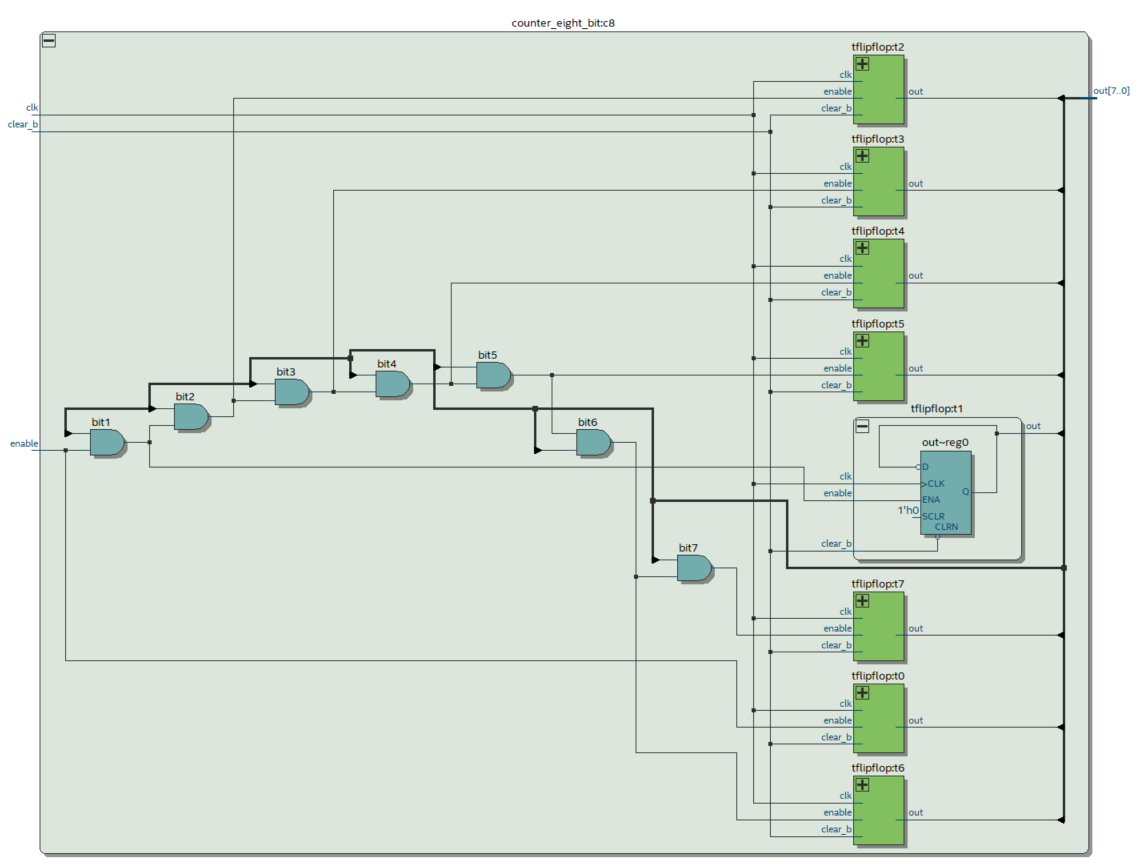 counter_eight_bit:c8
tflipflop:t2
clk
enable
clear_b
out
out[7..0]
clk
clear_b
tflipflop:t3
clk
enable
clear_b
out
tflipflop:t4
clk
enable
clear_b
out
tflipflop:t5
clk
enable
clear_b
out
bit5
bit4
bit3
bit2
bit1
bit6
enable
tflipflop:t1
out
out~reg0
D
clk
CLK
Q
enable
ENA
1'h0
SCLR
CLRN
clear_b
bit7
tflipflop:t7
clk
enable
clear_b
out
tflipflop:t0
clk
enable
clear_b
out
tflipflop:t6
clk
enable
clear_b
out